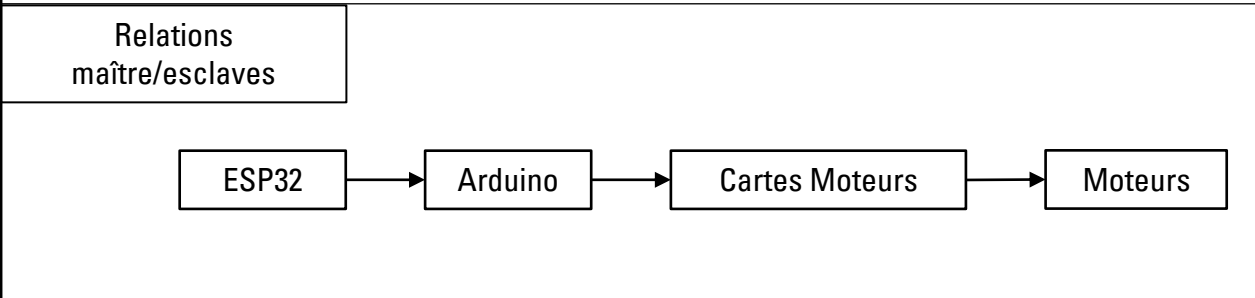 Relations
maître/esclaves
ESP32
Arduino
Cartes Moteurs
Moteurs